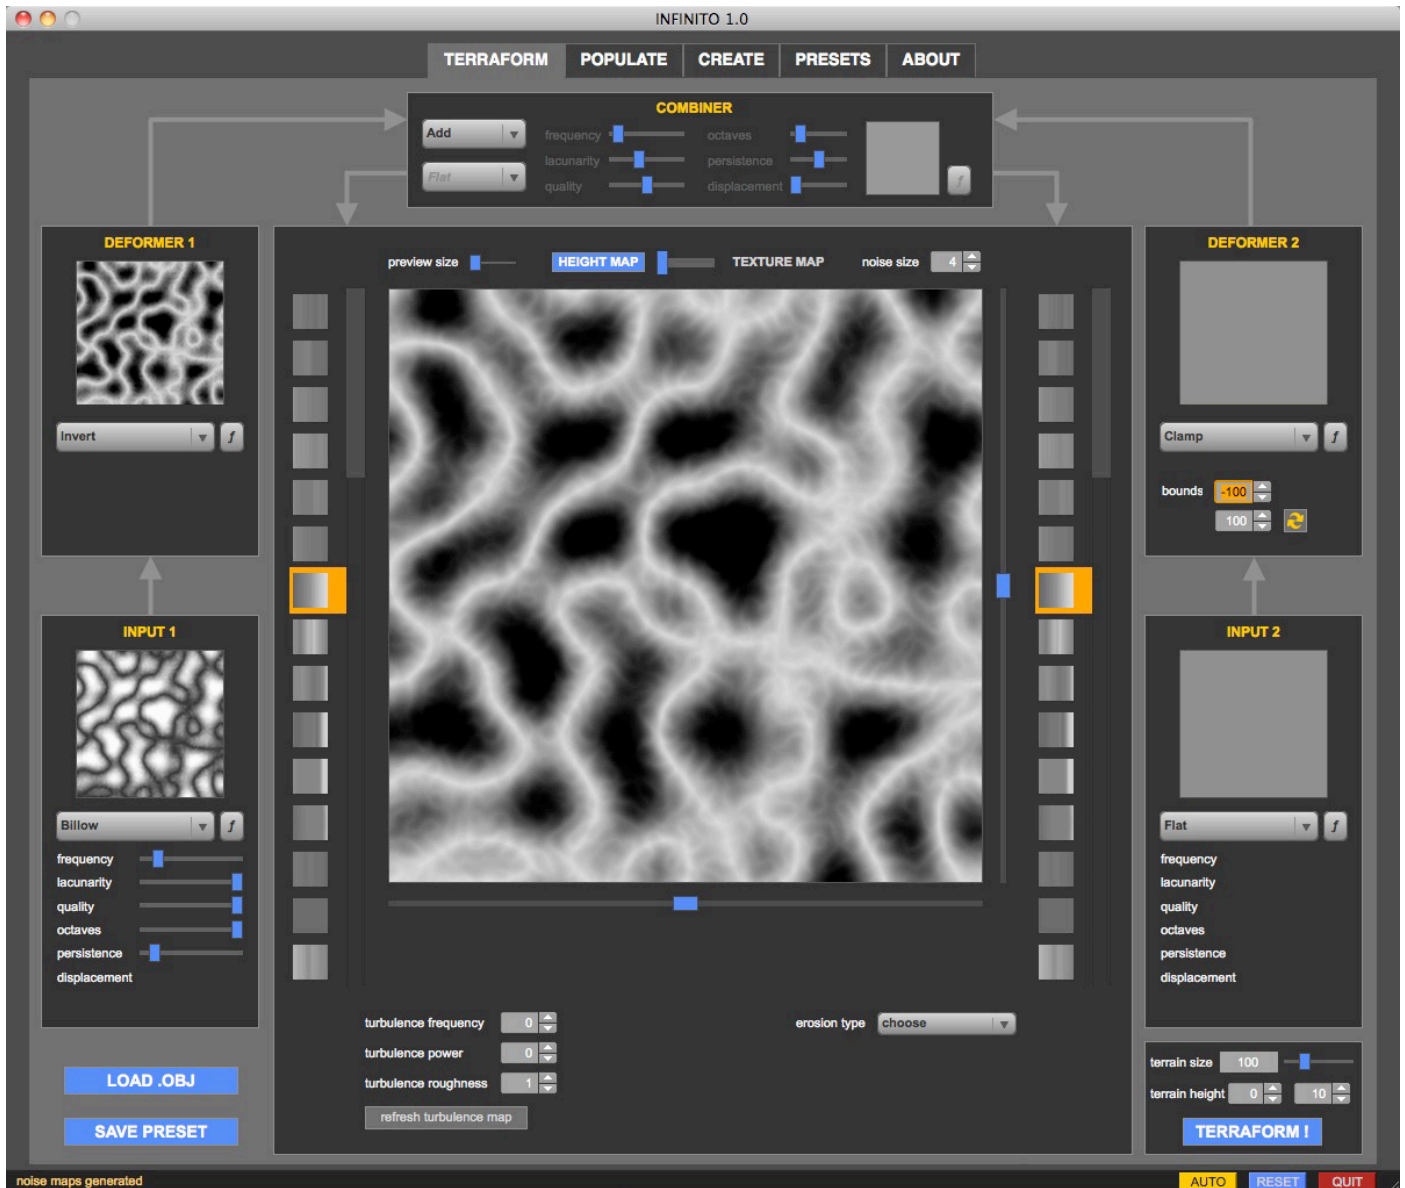 INFINITO 1.0
TERRAFORM POPULATE CREATE PRESETS ABOUT
COMBINER
Add
Flat
frequency
lacunarity
quality
octaves
persistence
displacement
f
DEFORMER 1
Invert
f
INPUT 1
Billow
f
frequency
lacunarity
quality
octaves
persistence
displacement
LOAD .OBJ
SAVE PRESET
preview size HEIGHT MAP TEXTURE MAP noise size 4
turbulence frequency 0
turbulence power 0
turbulence roughness 1
refresh turbulence map
erosion type choose
DEFORMER 2
Clamp
f
bounds -100
100
INPUT 2
Flat
f
frequency
lacunarity
quality
octaves
persistence
displacement
terrain size 100
terrain height 0 10
TERRAFORM !
noise maps generated
AUTO RESET QUIT